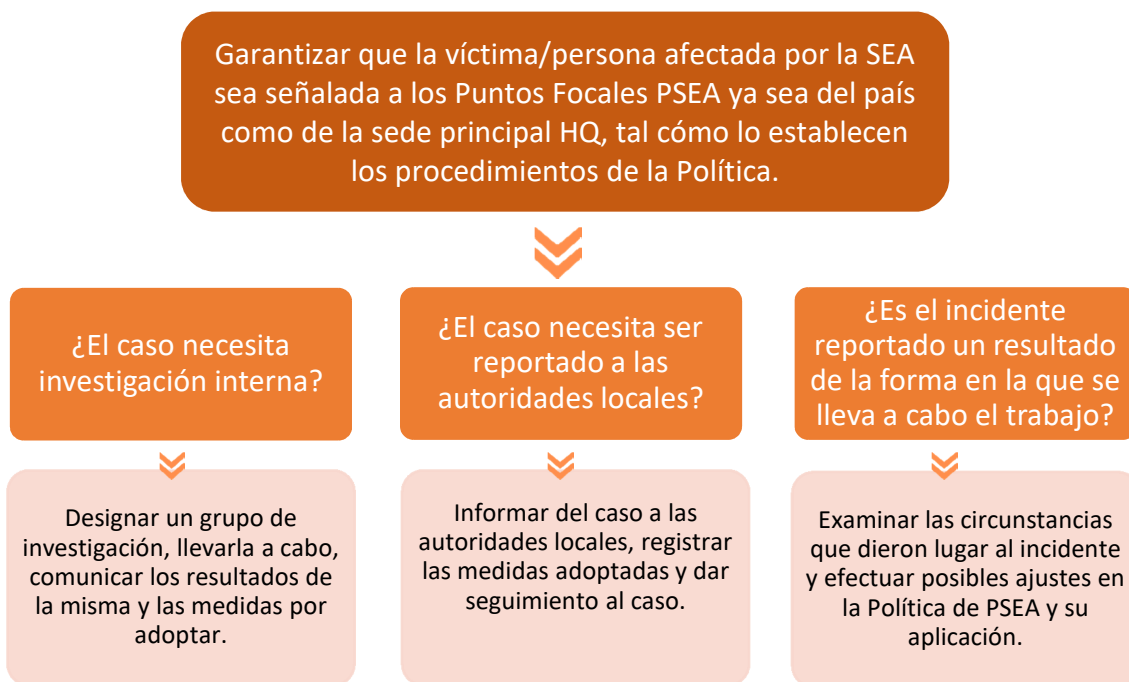 Garantizar que la víctima/persona afectada por la SEA
sea señalada a los Puntos Focales PSEA ya sea del país
como de la sede principal HQ, tal cómo lo establecen
los procedimientos de la Política.
¿El caso necesita
investigación interna?
¿El caso necesita ser
reportado a las
autoridades locales?
¿Es el incidente
reportado un resultado
de la forma en la que se
lleva a cabo el trabajo?
Designar un grupo de
investigación, llevarla a cabo,
comunicar los resultados de
la misma y las medidas por
adoptar.
Informar del caso a las
autoridades locales, registrar
las medidas adoptadas y dar
seguimiento al caso.
Examinar las circunstancias
que dieron lugar al incidente
y efectuar posibles ajustes en
la Política de PSEA y su
aplicación.